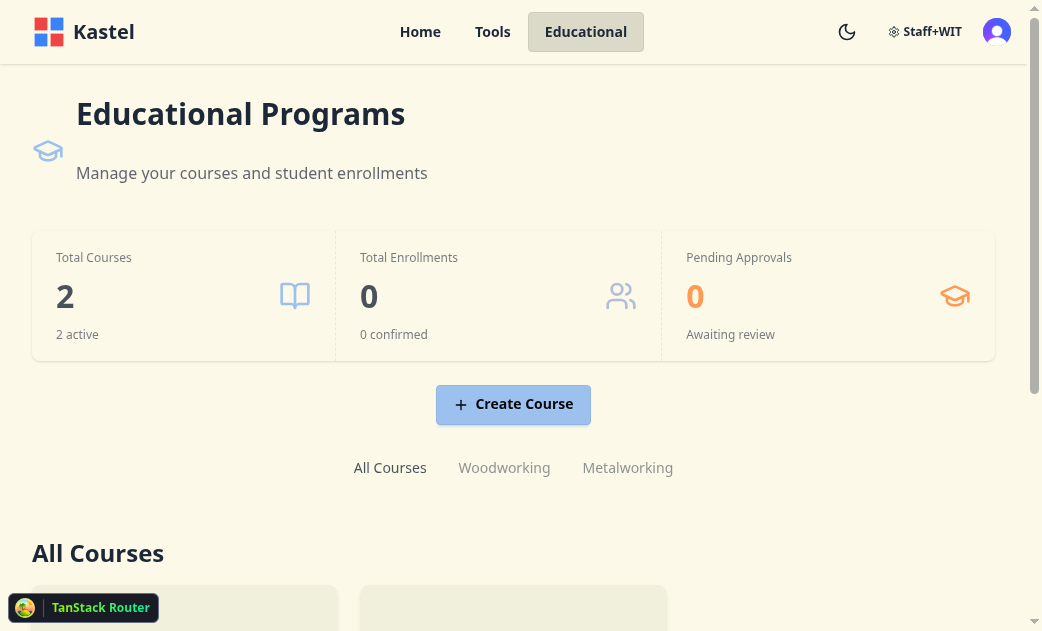 Kastel
Home
Tools
Educational
Staff+WIT
Educational Programs
Manage your courses and student enrollments
Total Courses
2
2 active
Total Enrollments
0
0 confirmed
Pending Approvals
0
Awaiting review
+ Create Course
All Courses
Woodworking
Metalworking
All Courses
TanStack Router